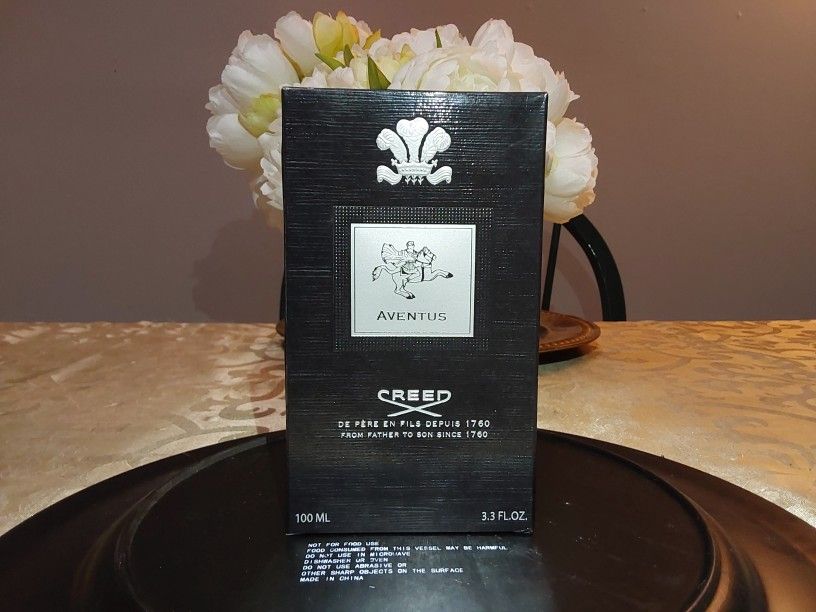 AVENTUS
CREED
DE PÈRE EN FILS DEPUIS 1760
FROM FATHER TO SON SINCE 1760
100 ML
3.3 FL.OZ.
NOT FOR FOOD USE
FOOD CONSUMED FROM THIS VESSEL MAY BE HARMFUL
DO NOT USE IN MICROWAVE
DISHWASHER OR OVEN
DO NOT USE ABRASIVE OR
OTHER SHARP OBJECTS ON THE SURFACE
MADE IN CHINA